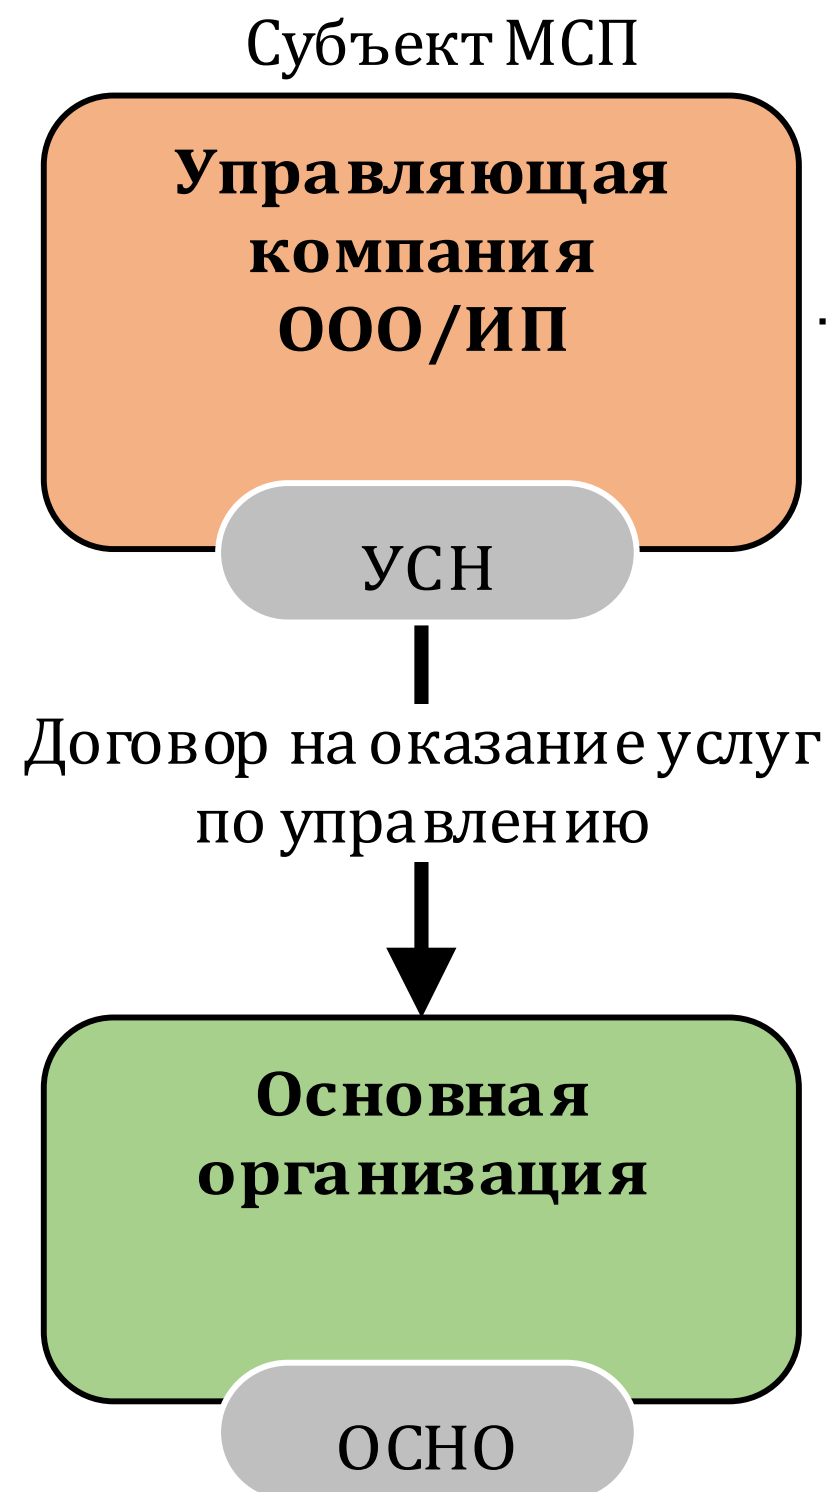 Субъект МСП
Управляющая
компания
ООО/ИП
УСН
Договор на оказание услуг
по управлению
Основная
организация
ОСНО